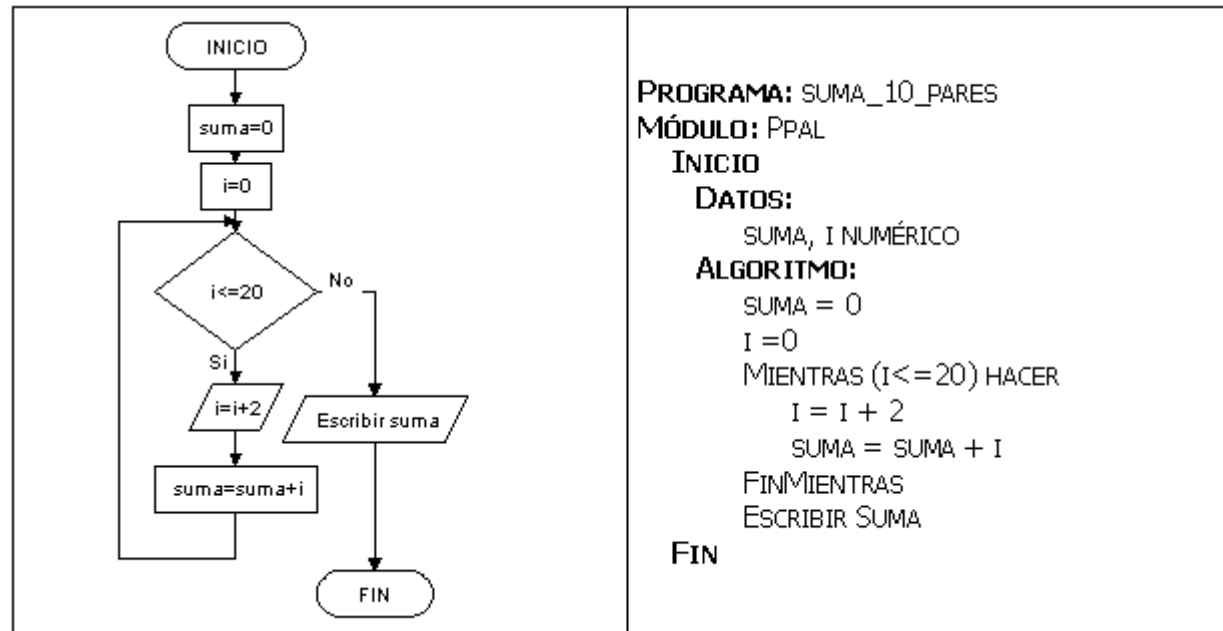 INICIO
suma=0
i=0
i<=20
No
Si
i=i+2
Escribir suma
suma=suma+i
FIN
PROGRAMA: SUMA_10_PARES
MÓDULO: PPAL
INICIO
DATOS:
SUMA, I NUMÉRICO
ALGORITMO:
SUMA = 0
I =0
MIENTRAS (I<=20) HACER
I = I + 2
SUMA = SUMA + I
FINMIENTRAS
ESCRIBIR SUMA
FIN